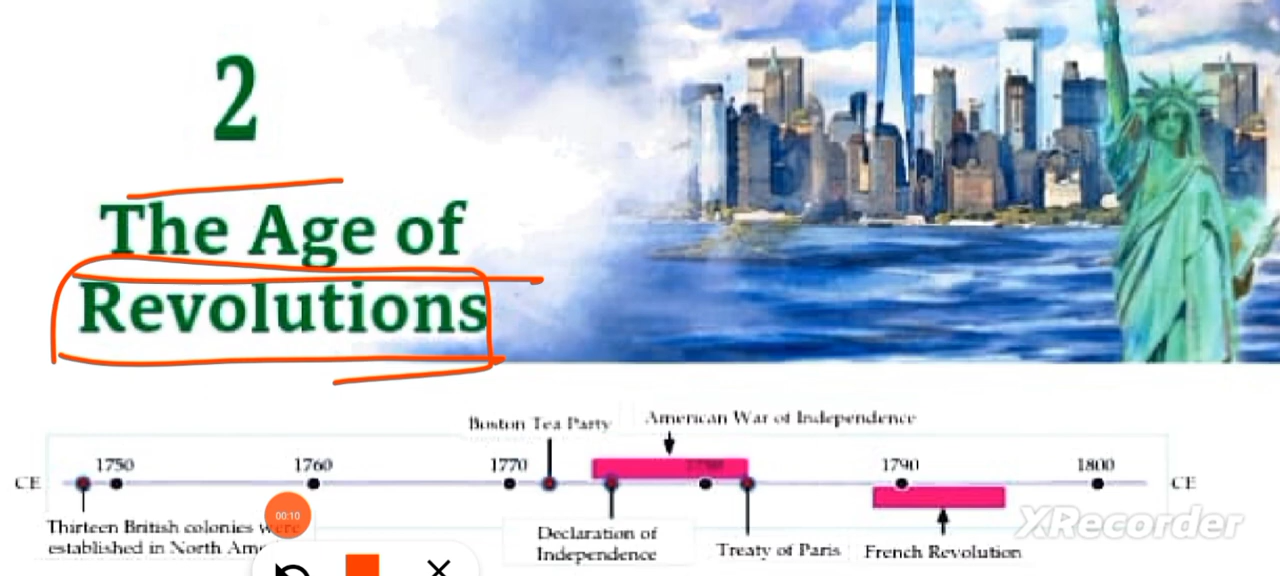 2
The Age of
Revolutions
Boston Tea Party
American War of Independence
CE
1750
1760
1770
1780
1790
1800
CE
00:10
Thirteen British colonies were
established in North
Declaration of
Independence
Treaty of Paris
French Revolution
XRecorder